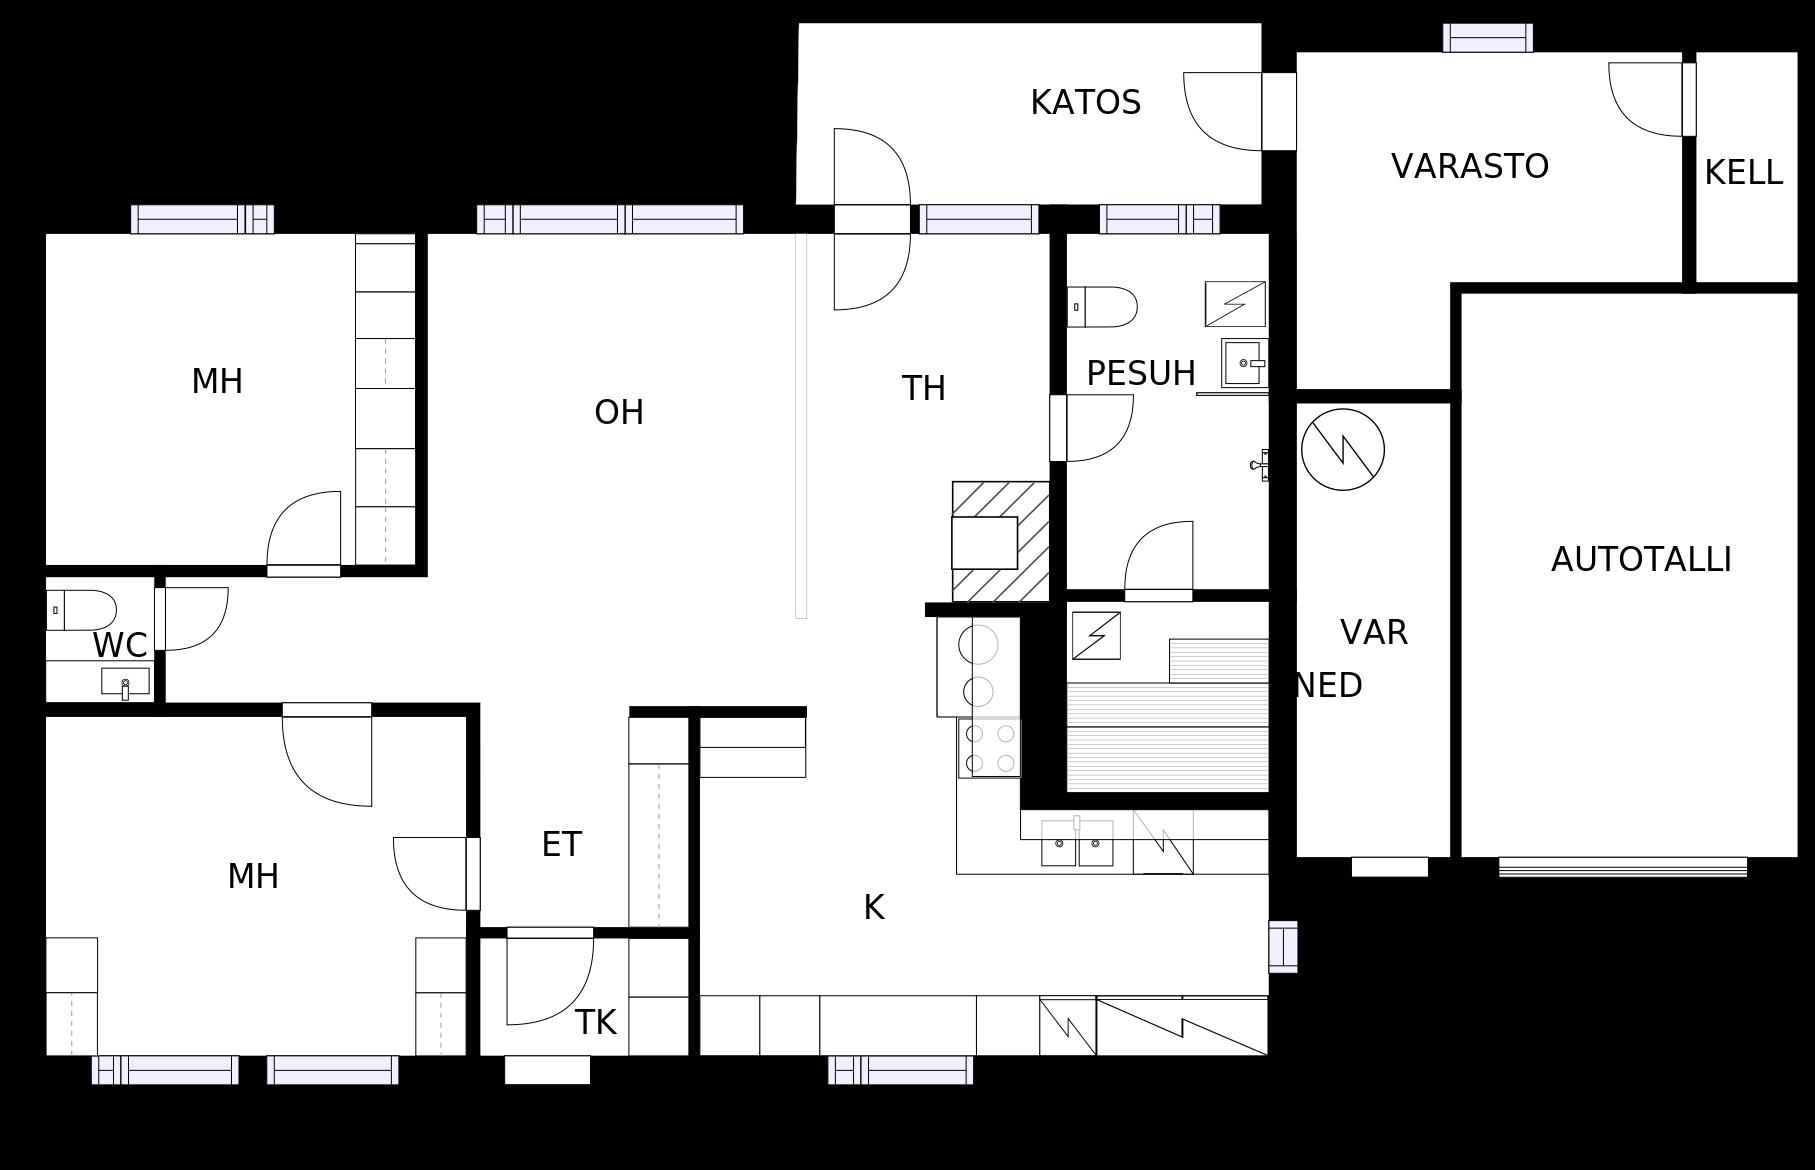 KATOS
VARASTO
KELL
MH
OH
TH
PESUH
AUTOTALLI
WC
VAR
NED
ET
MH
K
TK